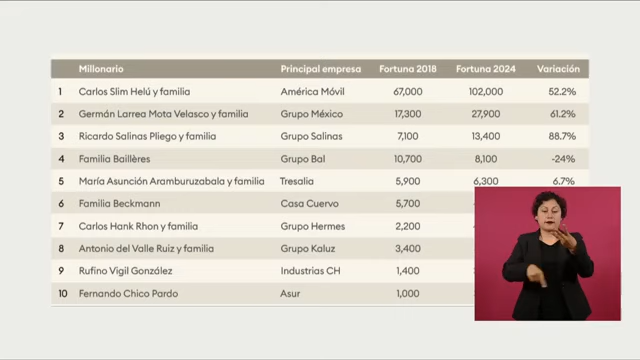 Millonario Principal empresa Fortuna 2018 Fortuna 2024 Variación
1 Carlos Slim Helú y familia América Móvil 67,000 102,000 52.2%
2 Germán Larrea Mota Velasco y familia Grupo México 17,300 27,900 61.2%
3 Ricardo Salinas Pliego y familia Grupo Salinas 7,100 13,400 88.7%
4 Familia Baillères Grupo Bal 10,700 8,100 -24%
5 María Asunción Aramburuzabala y familia Tresalia 5,900 6,300 6.7%
6 Familia Beckmann Casa Cuervo 5,700
7 Carlos Hank Rhon y familia Grupo Hermes 2,200
8 Antonio del Valle Ruiz y familia Grupo Kaluz 3,400
9 Rufino Vigil González Industrias CH 1,400
10 Fernando Chico Pardo Asur 1,000